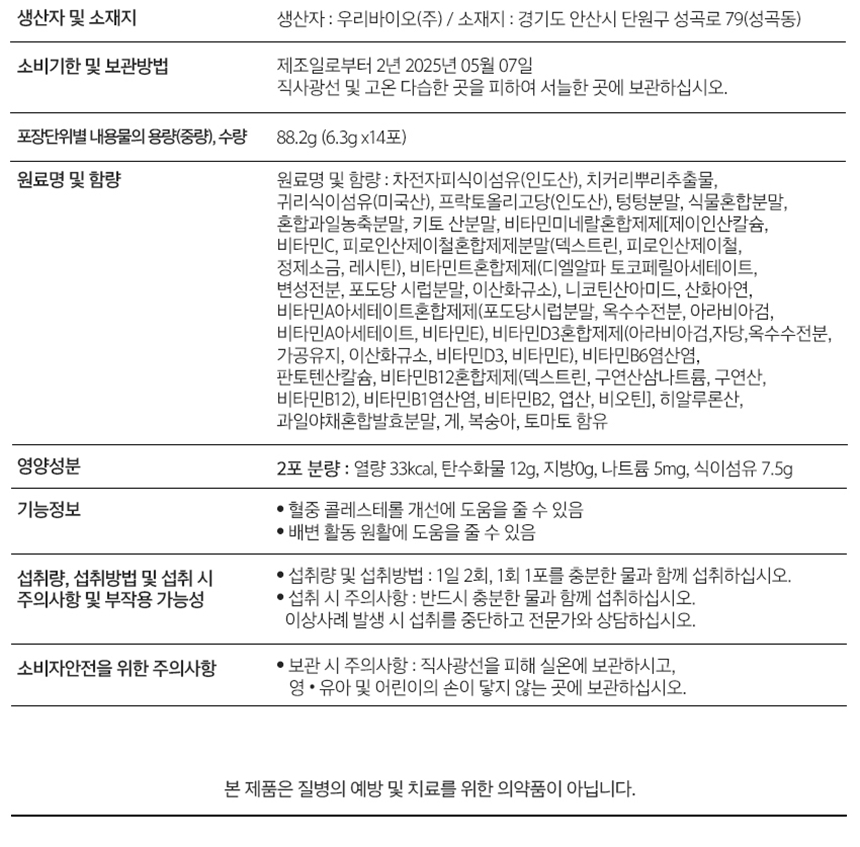 생산자 및 소재지
생산자 : 우리바이오(주) / 소재지 : 경기도 안산시 단원구 성곡로 79(성곡동)
소비기한 및 보관방법
제조일로부터 2년 2025년 05월 07일
직사광선 및 고온 다습한 곳을 피하여 서늘한 곳에 보관하십시오.
포장단위별 내용물의 용량(중량), 수량
88.2g (6.3g x14포)
원료명 및 함량
원료명 및 함량 : 차전자피식이섬유(인도산), 치커리뿌리추출물,
귀리식이섬유(미국산), 프락토올리고당(인도산), 텅텅분말, 식물혼합분말,
혼합과일농축분말, 키토 산분말, 비타민미네랄혼합제제[제이인산칼슘,
비타민C, 피로인산제이철혼합제제분말(덱스트린, 피로인산제이철,
정제소금, 레시틴), 비타민트혼합제제(디엘알파 토코페릴아세테이트,
변성전분, 포도당 시럽분말, 이산화규소), 니코틴산아미드, 산화아연,
비타민A아세테이트혼합제제(포도당시럽분말, 옥수수전분, 아라비아검,
비타민A아세테이트, 비타민E), 비타민D3혼합제제(아라비아검,자당,옥수수전분,
가공유지, 이산화규소, 비타민D3, 비타민E), 비타민B6염산염,
판토텐산칼슘, 비타민B12혼합제제(덱스트린, 구연산삼나트륨, 구연산,
비타민B12), 비타민B1염산염, 비타민B2, 엽산, 비오틴], 히알루론산,
과일야채혼합발효분말, 게, 복숭아, 토마토 함유
영양성분
2포 분량 : 열량 33kcal, 탄수화물 12g, 지방0g, 나트륨 5mg, 식이섬유 7.5g
기능정보
• 혈중 콜레스테롤 개선에 도움을 줄 수 있음
• 배변 활동 원활에 도움을 줄 수 있음
섭취량, 섭취방법 및 섭취 시
주의사항 및 부작용 가능성
• 섭취량 및 섭취방법 : 1일 2회, 1회 1포를 충분한 물과 함께 섭취하십시오.
• 섭취 시 주의사항 : 반드시 충분한 물과 함께 섭취하십시오.
이상사례 발생 시 섭취를 중단하고 전문가와 상담하십시오.
소비자안전을 위한 주의사항
• 보관 시 주의사항 : 직사광선을 피해 실온에 보관하시고,
영 • 유아 및 어린이의 손이 닿지 않는 곳에 보관하십시오.
본 제품은 질병의 예방 및 치료를 위한 의약품이 아닙니다.